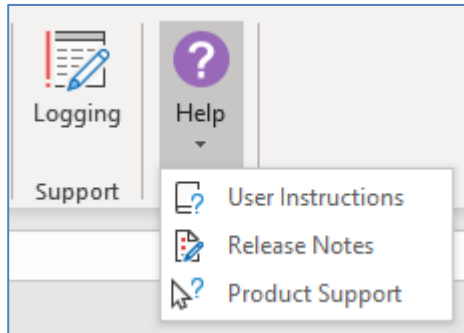 Logging
Help
Support
User Instructions
Release Notes
Product Support